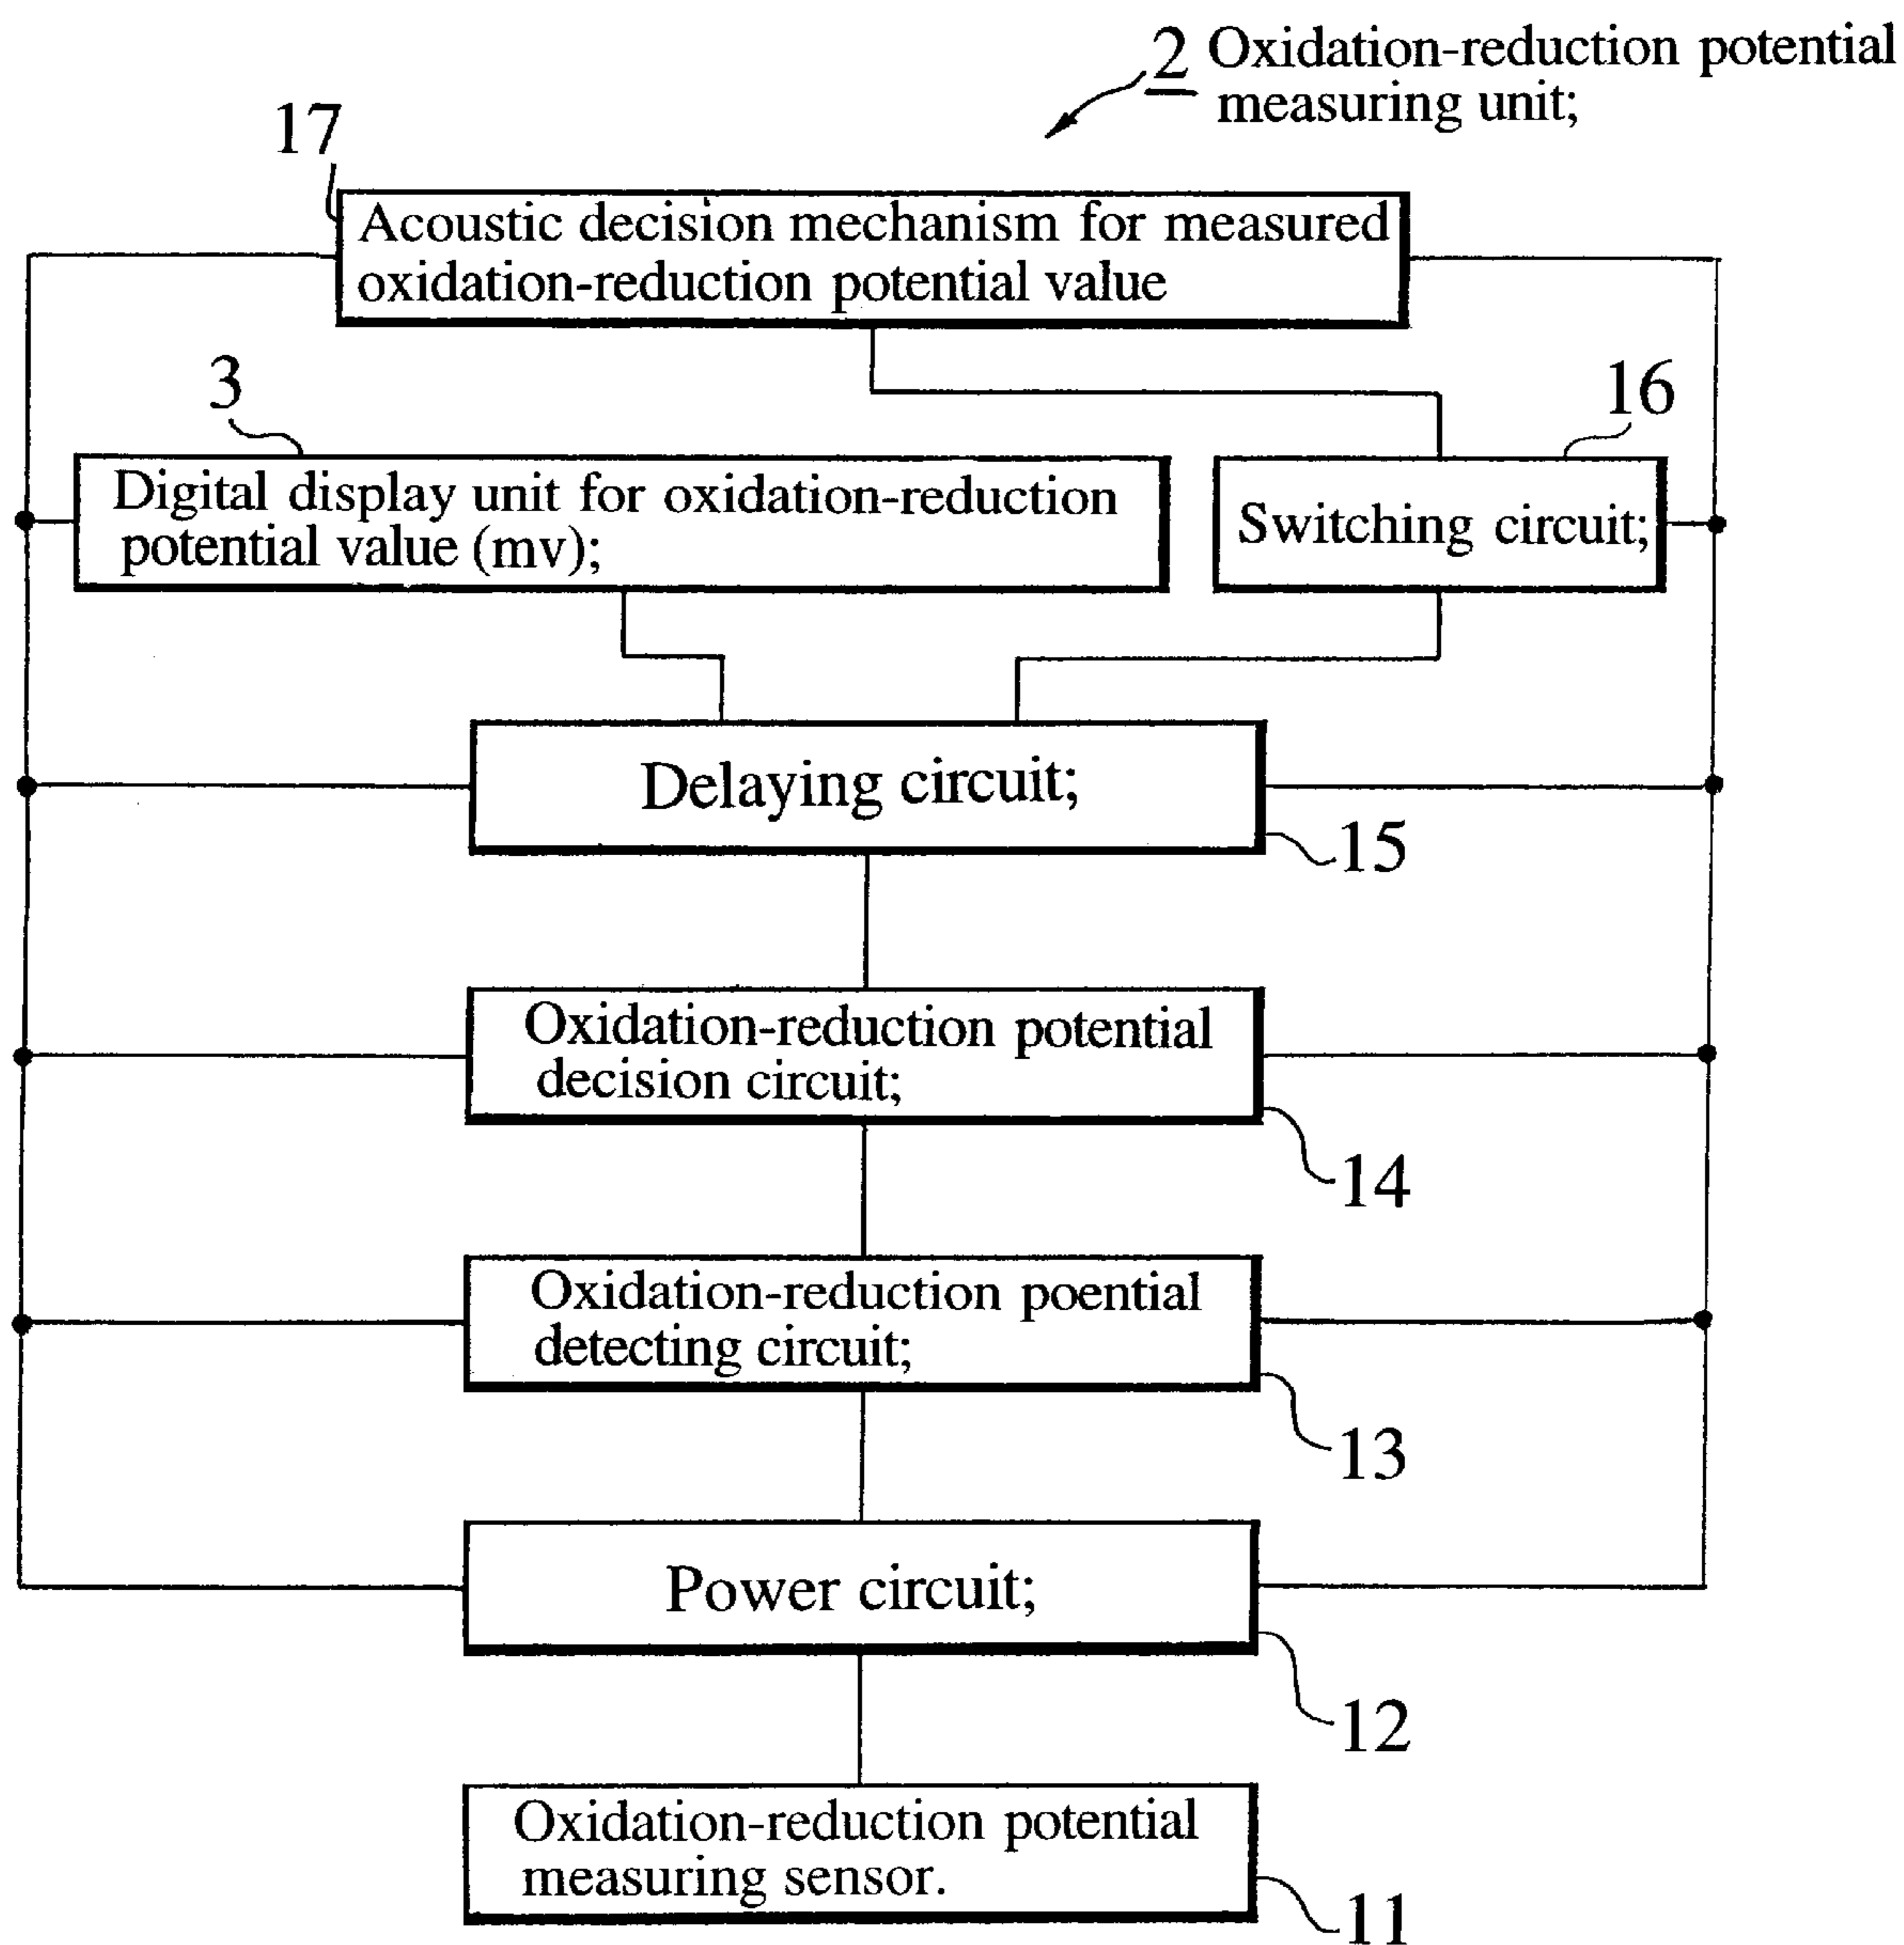 2 Oxidation-reduction potential
measuring unit;
17
Acoustic decision mechanism for measured
oxidation-reduction potential value
3
16
Digital display unit for oxidation-reduction
potential value (mv);
Switching circuit;
Delaying circuit;
15
Oxidation-reduction potential
decision circuit;
14
Oxidation-reduction poential
detecting circuit;
13
Power circuit;
12
Oxidation-reduction potential
measuring sensor.
11